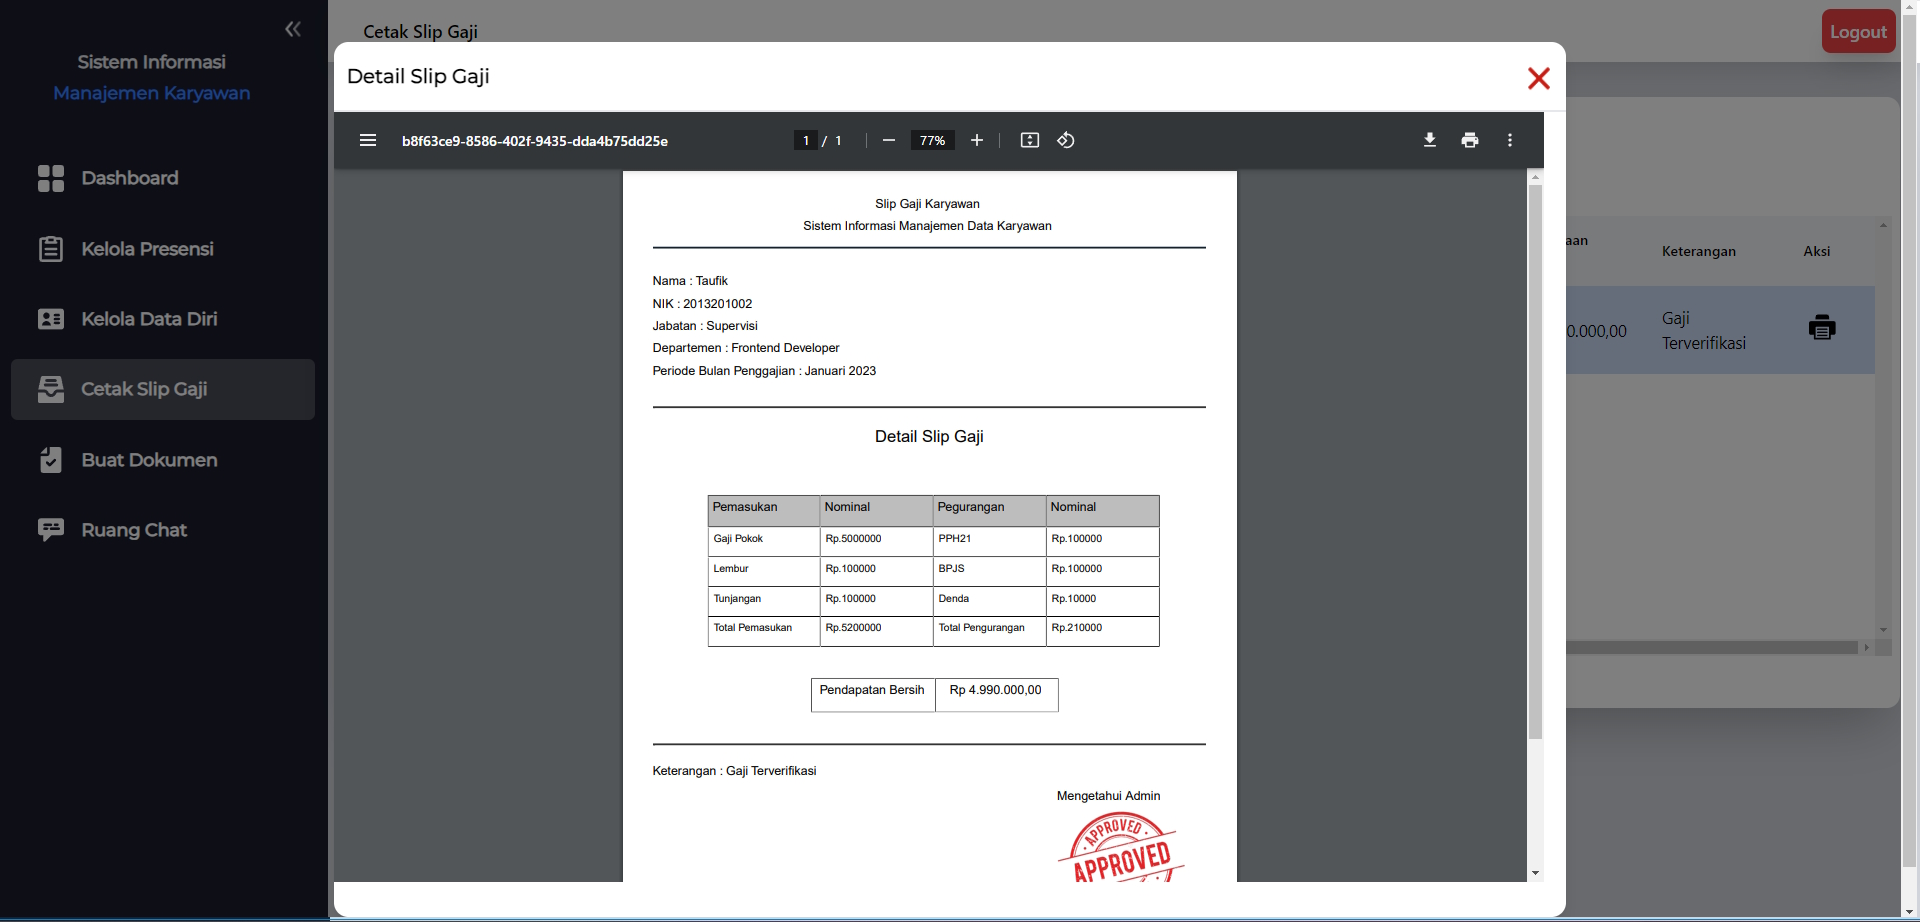 Sistem Informasi
Manajemen Karyawan
Dashboard
Kelola Presensi
Kelola Data Diri
Cetak Slip Gaji
Buat Dokumen
Ruang Chat
Cetak Slip Gaji
Logout
Detail Slip Gaji
b8f63ce9-8586-402f-9435-dda4b75dd25e
1 / 1
77%
Slip Gaji Karyawan
Sistem Informasi Manajemen Data Karyawan
Nama : Taufik
NIK : 2013201002
Jabatan : Supervisi
Departemen : Frontend Developer
Periode Bulan Penggajian : Januari 2023
Detail Slip Gaji
Pemasukan Nominal Pegurangan Nominal
Gaji Pokok Rp.5000000 PPH21 Rp.100000
Lembur Rp.100000 BPJS Rp.100000
Tunjangan Rp.100000 Denda Rp.10000
Total Pemasukan Rp.5200000 Total Pengurangan Rp.210000
Pendapatan Bersih Rp 4.990.000,00
Keterangan : Gaji Terverifikasi
Mengetahui Admin
APPROVED
APPROVED
aan Keterangan Aksi
0.000,00 Gaji
Terverifikasi